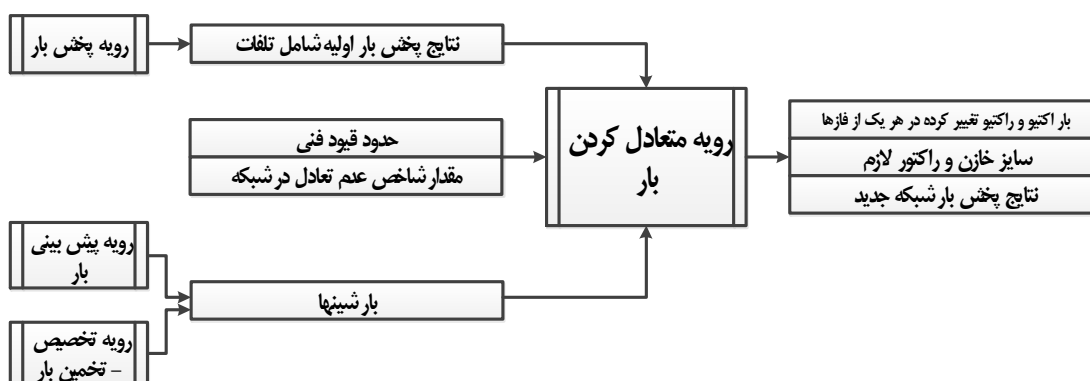 رویه پخش بار
نتایج پخش بار اولیه شامل تلفات
حدود قیود فنی
مقدار شاخص عدم تعادل در شبکه
رویه متعادل کردن
بار
بار اکتیو و راکتیو تغییر کرده در هر یک از فازها
سایز خازن و راکتور لازم
نتایج پخش بار شبکه جدید
رویه پیش بینی
بار
بار شینها
رویه تخصیص
– تخمین بار